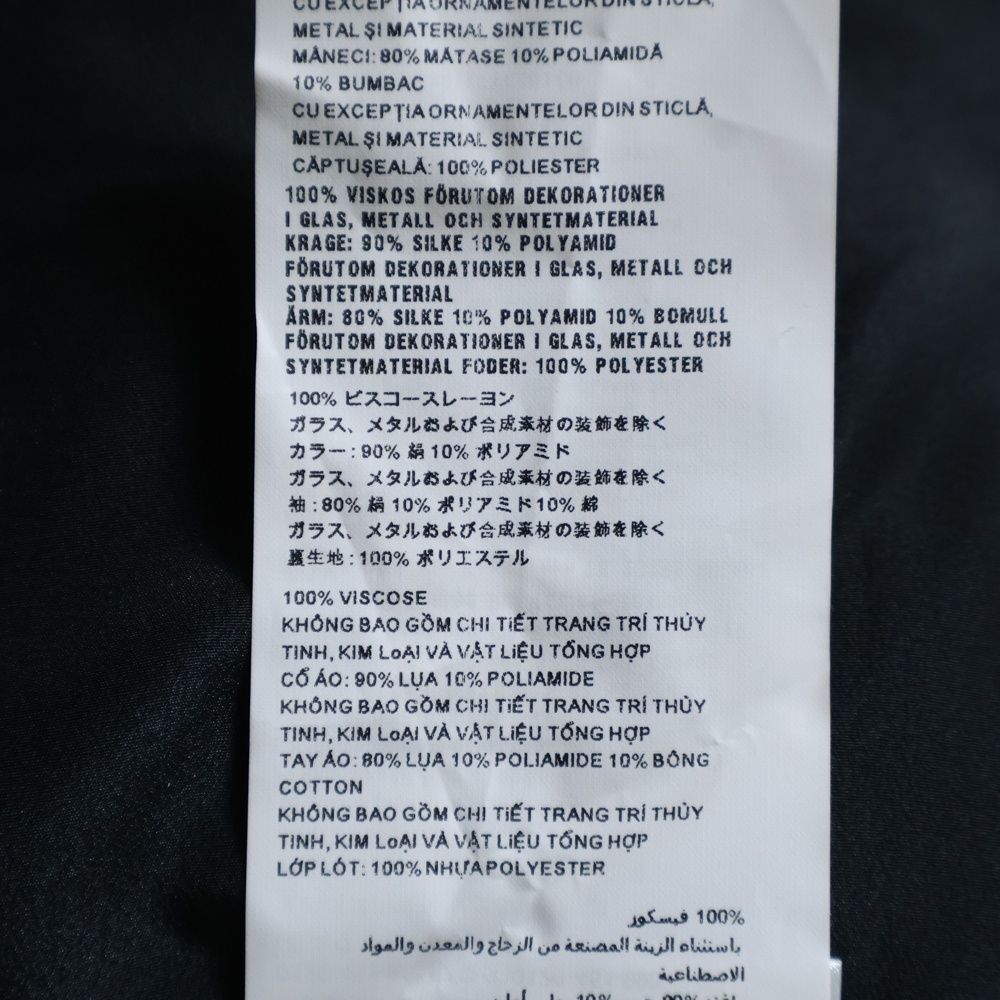 CU EXCEPȚIA ORNAMENTELOR DIN STICLĂ,
METAL ȘI MATERIAL SINTETIC
MÂNECI: 80% MĂTASE 10% POLIAMIDĂ
10% BUMBAC
CU EXCEPȚIA ORNAMENTELOR DIN STICLĂ,
METAL ȘI MATERIAL SINTETIC
CĂPTUȘEALĂ: 100% POLIESTER
100% VISKOS FÖRUTOM DEKORATIONER
I GLAS, METALL OCH SYNTETMATERIAL
KRAGE: 90% SILKE 10% POLYAMID
FÖRUTOM DEKORATIONER I GLAS, METALL OCH
SYNTETMATERIAL
ÄRM: 80% SILKE 10% POLYAMID 10% BOMULL
FÖRUTOM DEKORATIONER I GLAS, METALL OCH
SYNTETMATERIAL FODER: 100% POLYESTER
100% ビスコースレーヨン
ガラス、メタルおよび合成素材の装飾を除く
カラー: 90% 絹 10% ポリアミド
ガラス、メタルおよび合成素材の装飾を除く
袖: 80% 絹 10% ポリアミド 10% 綿
ガラス、メタルおよび合成素材の装飾を除く
裏生地: 100% ポリエステル
100% VISCOSE
KHÔNG BAO GỒM CHI TiẾT TRANG TRÍ THỦY
TINH, KIM LoẠI VÀ VẬT LiỆU TỔNG HỢP
CỔ ÁO: 90% LỤA 10% POLIAMIDE
KHÔNG BAO GỒM CHI TiẾT TRANG TRÍ THỦY
TINH, KIM LoẠI VÀ VẬT LiỆU TỔNG HỢP
TAY ÁO: 80% LỤA 10% POLIAMIDE 10% BÔNG
COTTON
KHÔNG BAO GỒM CHI TiẾT TRANG TRÍ THỦY
TINH, KIM LoẠI VÀ VẬT LiỆU TỔNG HỢP
LỚP LÓT: 100% NHỰA POLYESTER
100% فيسكوز
باستثناء الزينة المصنعة من الزجاج والمعدن والمواد
الاصطناعية